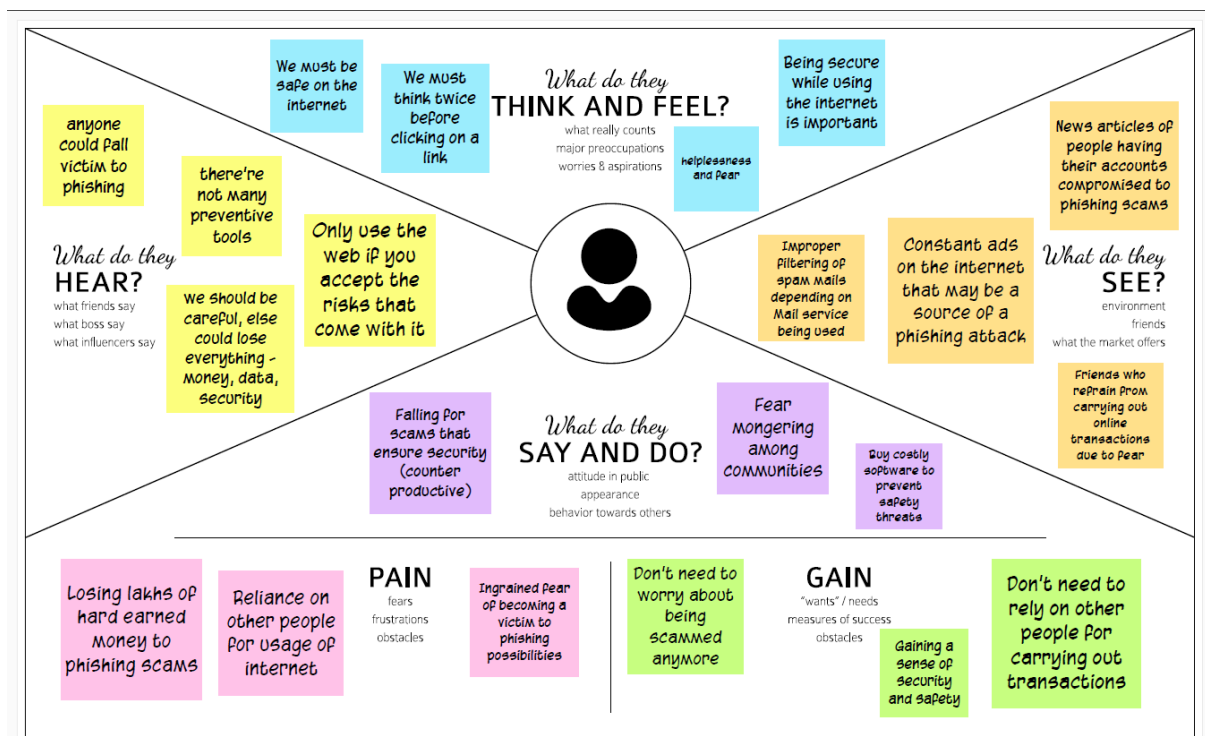 We must be
safe on the
internet
We must
think twice
before
clicking on a
link
What do they
THINK AND FEEL?
what really counts
major preoccupations
worries & aspirations
helplessness
and fear
Being secure
while using
the internet
is important
anyone
could fall
victim to
phishing
there're
not many
preventive
tools
Only use the
web if you
accept the
risks that
come with it
What do they
HEAR?
what friends say
what boss say
what influencers say
we should be
careful, else
could lose
everything -
money, data,
security
News articles of
people having
their accounts
compromised to
phishing scams
Improper
filtering of
spam mails
depending on
Mail service
being used
Constant ads
on the internet
that may be a
source of a
phishing attack
What do they
SEE?
environment
friends
what the market offers
Friends who
refrain from
carrying out
online
transactions
due to fear
Falling for
scams that
ensure security
(counter
productive)
What do they
SAY AND DO?
attitude in public
appearance
behavior towards others
Fear
mongering
among
communities
Buy costly
software to
prevent
safety
threats
Losing lakhs of
hard earned
money to
phishing scams
Reliance on
other people
for usage of
internet
PAIN
fears
frustrations
obstacles
Ingrained fear
of becoming a
victim to
phishing
possibilities
Don't need to
worry about
being
scammed
anymore
GAIN
"wants" / needs
measures of success
obstacles
Gaining a
sense of
security
and safety
Don't need to
rely on other
people for
carrying out
transactions